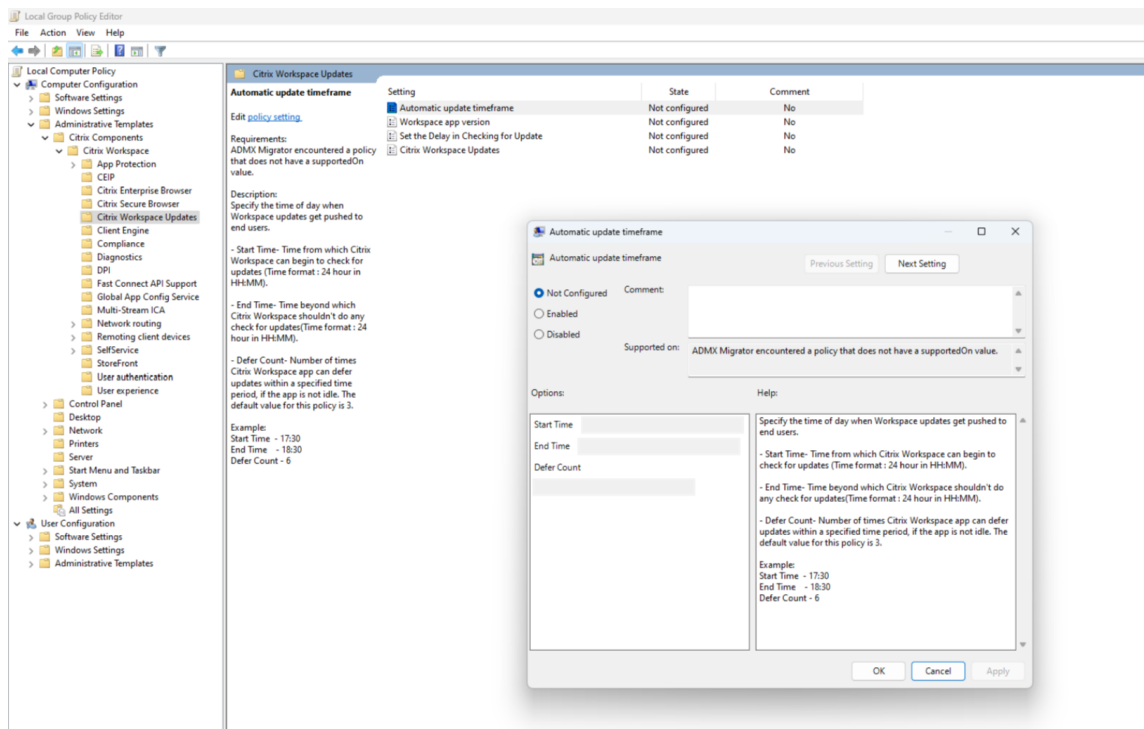 Local Group Policy Editor
File Action View Help
Local Computer Policy
Computer Configuration
Software Settings
Windows Settings
Administrative Templates
Citrix Components
Citrix Workspace
App Protection
CEIP
Citrix Enterprise Browser
Citrix Secure Browser
Citrix Workspace Updates
Client Engine
Compliance
Diagnostics
DPI
Fast Connect API Support
Global App Config Service
Multi-Stream ICA
Network routing
Remoting client devices
SelfService
StoreFront
User authentication
User experience
Control Panel
Desktop
Network
Printers
Server
Start Menu and Taskbar
System
Windows Components
All Settings
User Configuration
Software Settings
Windows Settings
Administrative Templates
Citrix Workspace Updates
Automatic update timeframe
Edit policy setting
Requirements:
ADMX Migrator encountered a policy
that does not have a supportedOn
value.
Description:
Specify the time of day when
Workspace updates get pushed to
end users.
- Start Time- Time from which Citrix
Workspace can begin to check for
updates (Time format : 24 hour in
HH:MM).
- End Time- Time beyond which
Citrix Workspace shouldn't do any
check for updates(Time format : 24
hour in HH:MM).
- Defer Count- Number of times
Citrix Workspace app can defer
updates within a specified time
period, if the app is not idle. The
default value for this policy is 3.
Example:
Start Time - 17:30
End Time - 18:30
Defer Count - 6
Setting State Comment
Automatic update timeframe Not configured No
Workspace app version Not configured No
Set the Delay in Checking for Update Not configured No
Citrix Workspace Updates Not configured No
Automatic update timeframe
Automatic update timeframe
Previous Setting Next Setting
Not Configured Comment:
Enabled
Disabled
Supported on: ADMX Migrator encountered a policy that does not have a supportedOn value.
Options: Help:
Start Time
End Time
Defer Count
Specify the time of day when Workspace updates get pushed to
end users.
- Start Time- Time from which Citrix Workspace can begin to
check for updates (Time format : 24 hour in HH:MM).
- End Time- Time beyond which Citrix Workspace shouldn't do
any check for updates(Time format : 24 hour in HH:MM).
- Defer Count- Number of times Citrix Workspace app can defer
updates within a specified time period, if the app is not idle. The
default value for this policy is 3.
Example:
Start Time - 17:30
End Time - 18:30
Defer Count - 6
OK Cancel Apply